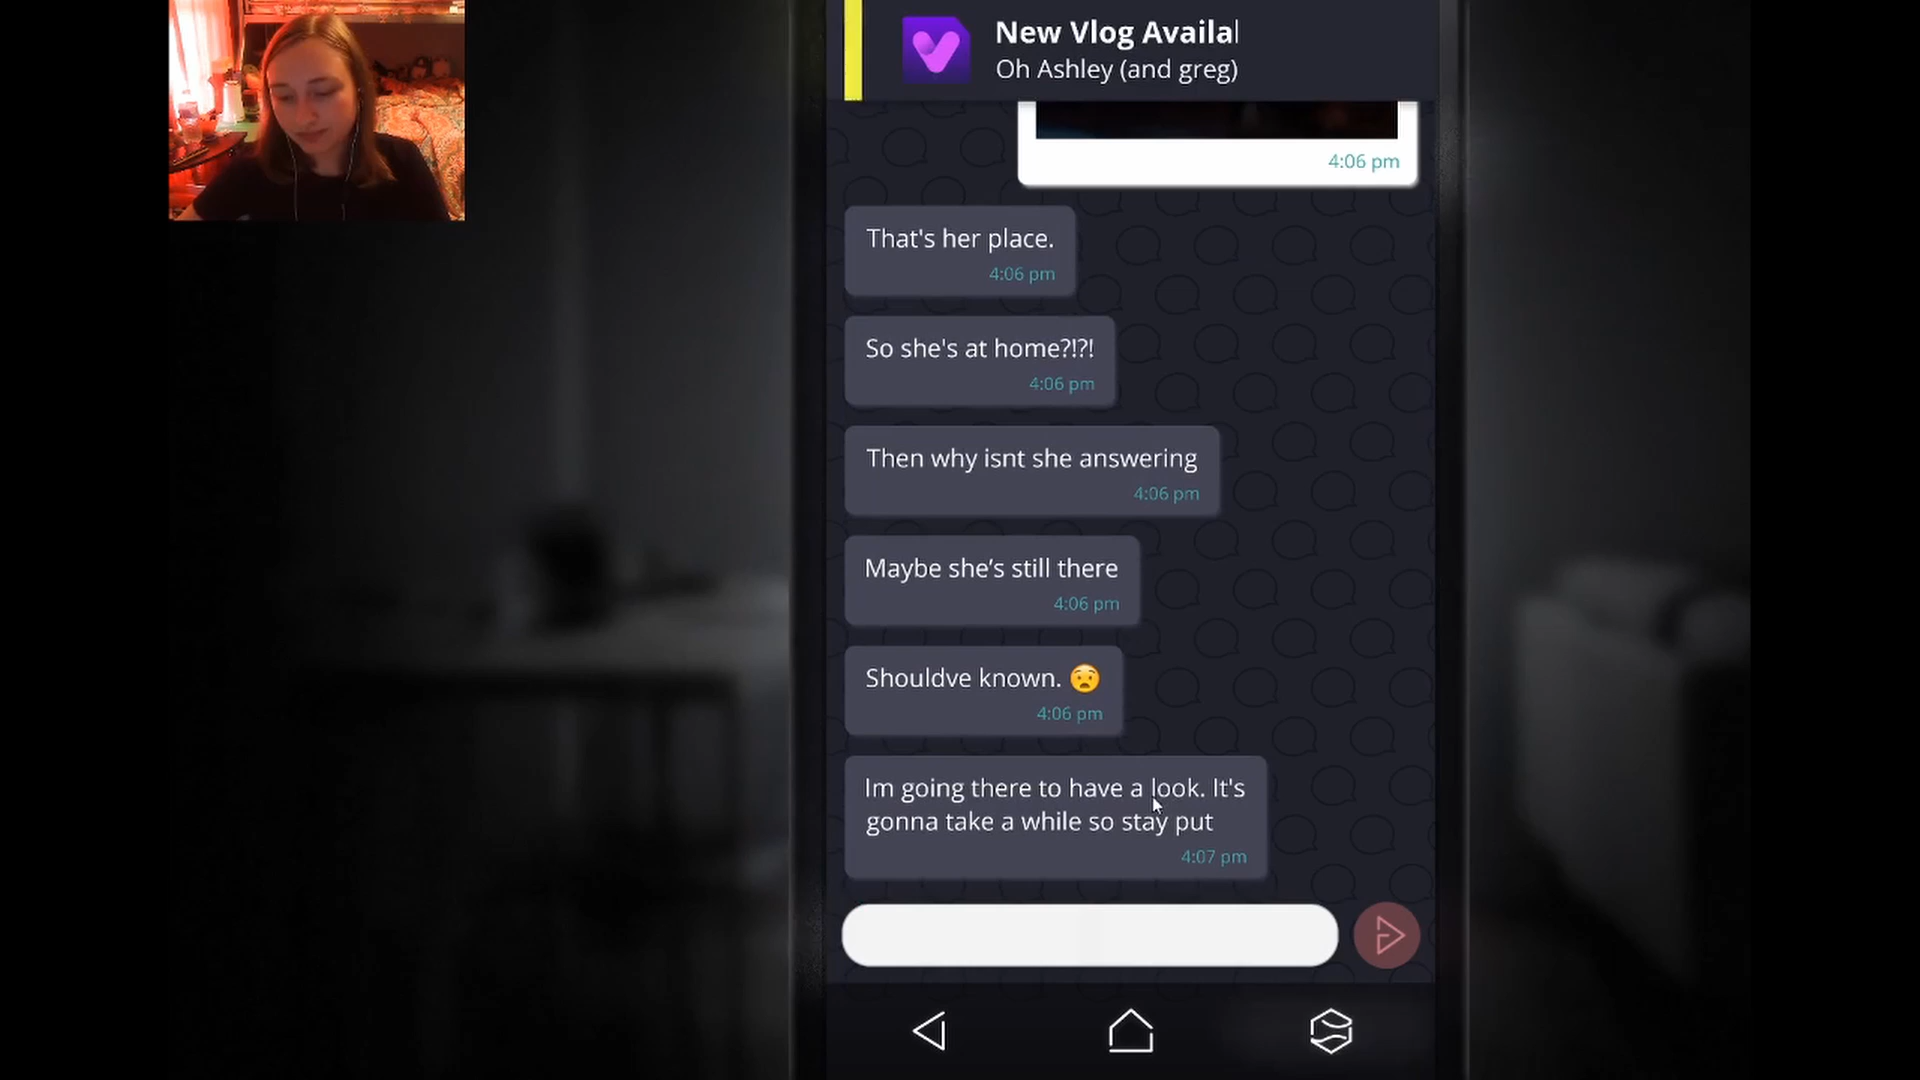 New Vlog Availa
Oh Ashley (and greg)
4:06 pm
That's her place.
4:06 pm
So she's at home?!?!
4:06 pm
Then why isnt she answering
4:06 pm
Maybe she’s still there
4:06 pm
Shouldve known. 😧
4:06 pm
Im going there to have a look. It's
gonna take a while so stay put
4:07 pm